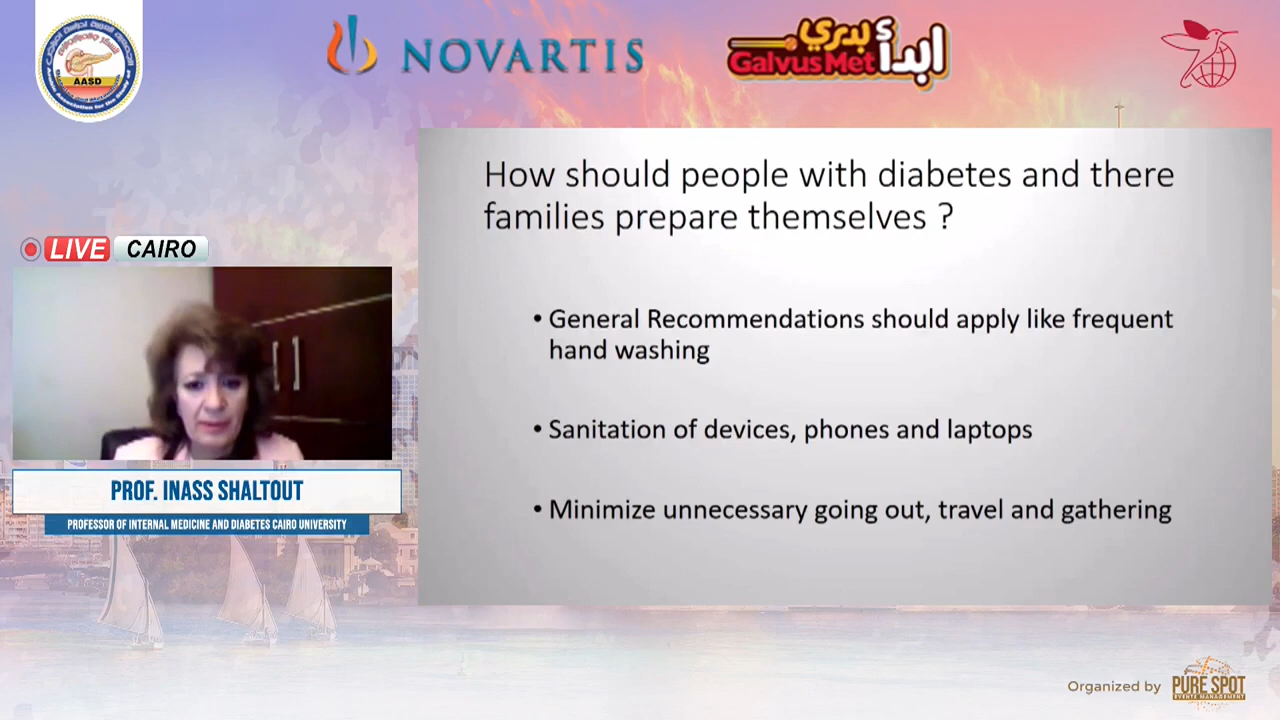 AASD
NOVARTIS
ابدأ بدري
GalvusMet
How should people with diabetes and there
families prepare themselves ?
• General Recommendations should apply like frequent
hand washing
• Sanitation of devices, phones and laptops
• Minimize unnecessary going out, travel and gathering
LIVE CAIRO
PROF. INASS SHALTOUT
PROFESSOR OF INTERNAL MEDICINE AND DIABETES CAIRO UNIVERSITY
Organized by PURE SPOT
EVENTS MANAGEMENT